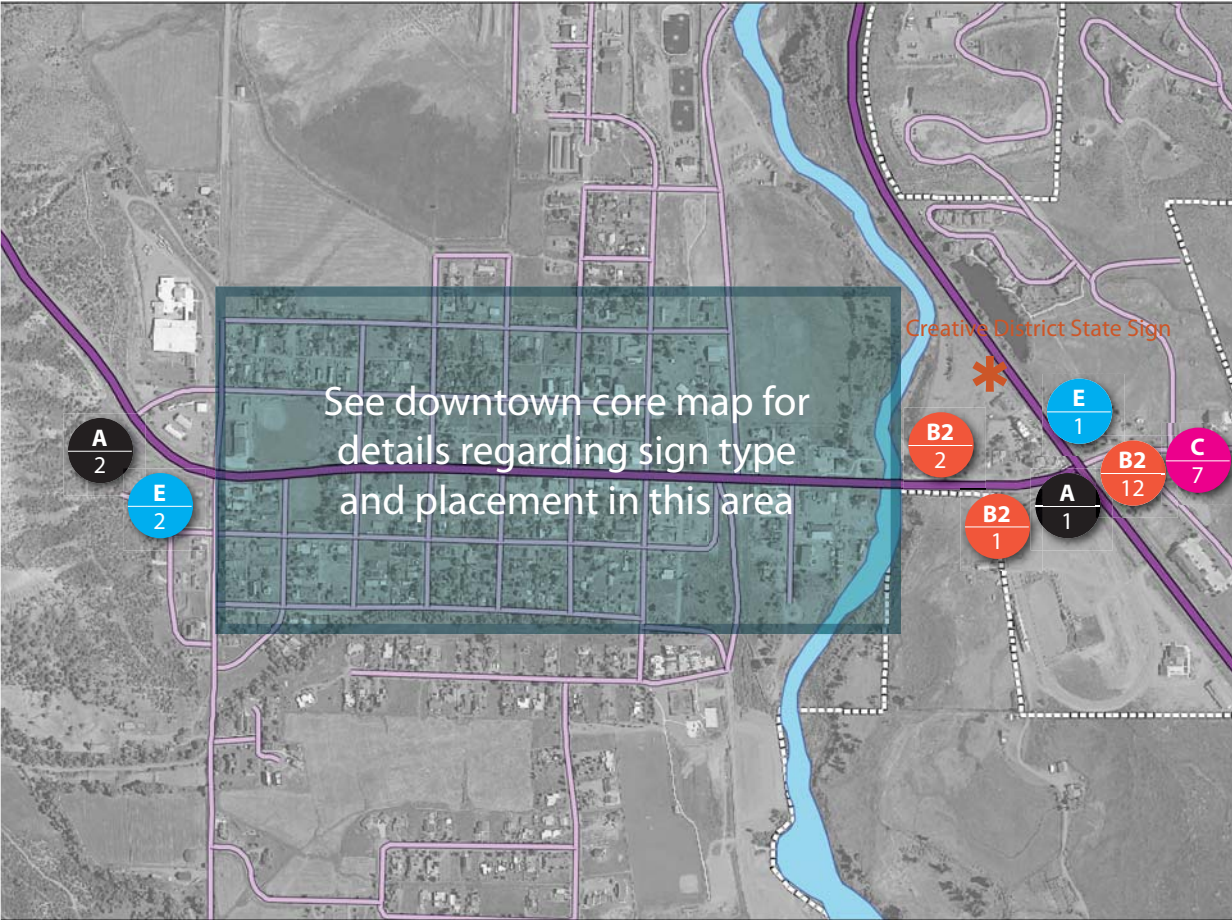 Creative District State Sign
See downtown core map for
details regarding sign type
and placement in this area
A
2
E
2
B2
2
E
1
B2
12
C
7
A
1
B2
1